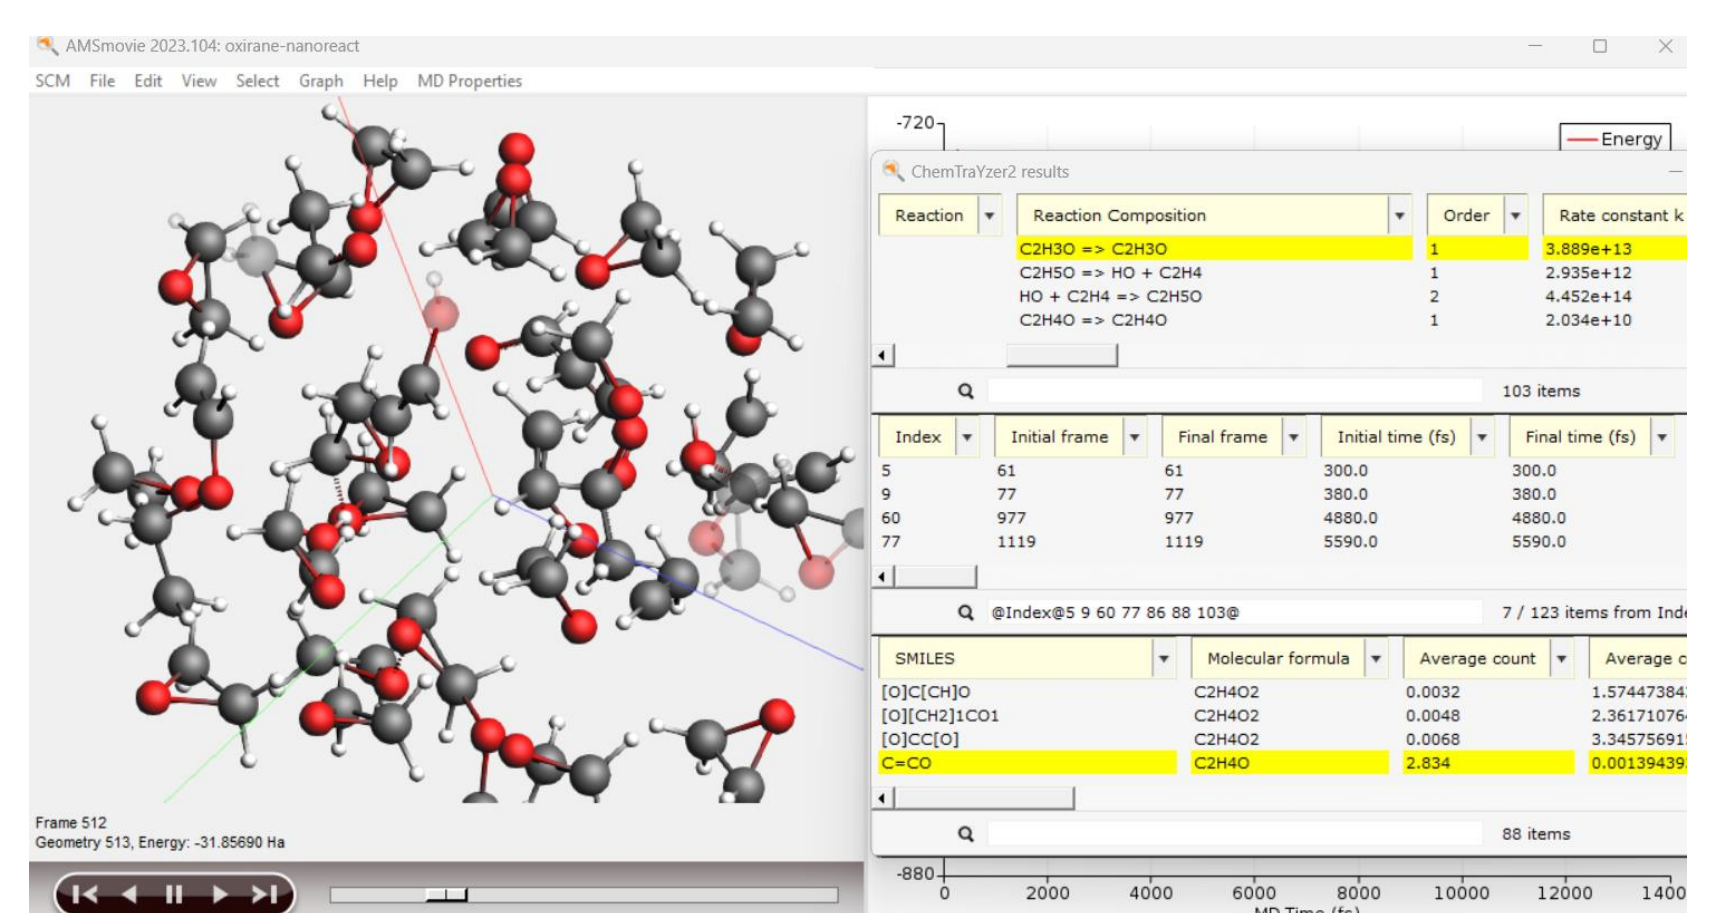 AMSmovie 2023.104: oxirane-nanoreact
SCM File Edit View Select Graph Help MD Properties
-720
Energy
ChemTraYzer2 results
Reaction Reaction Composition Order Rate constant k
C2H3O => C2H3O 1 3.889e+13
C2H5O => HO + C2H4 1 2.935e+12
HO + C2H4 => C2H5O 2 4.452e+14
C2H4O => C2H4O 1 2.034e+10
103 items
Index Initial frame Final frame Initial time (fs) Final time (fs)
5 61 61 300.0 300.0
9 77 77 380.0 380.0
60 977 977 4880.0 4880.0
77 1119 1119 5590.0 5590.0
@Index@5 9 60 77 86 88 103@ 7 / 123 items from Inde
SMILES Molecular formula Average count Average c
[O]C[CH]O C2H4O2 0.0032 1.57447384
[O][CH2]1CO1 C2H4O2 0.0048 2.36171076
[O]CC[O] C2H4O2 0.0068 3.34575691
C=CO C2H4O 2.834 0.00139439
88 items
Frame 512
Geometry 513, Energy: -31.85690 Ha
-880
0 2000 4000 6000 8000 10000 12000 1400
MD Time (fs)